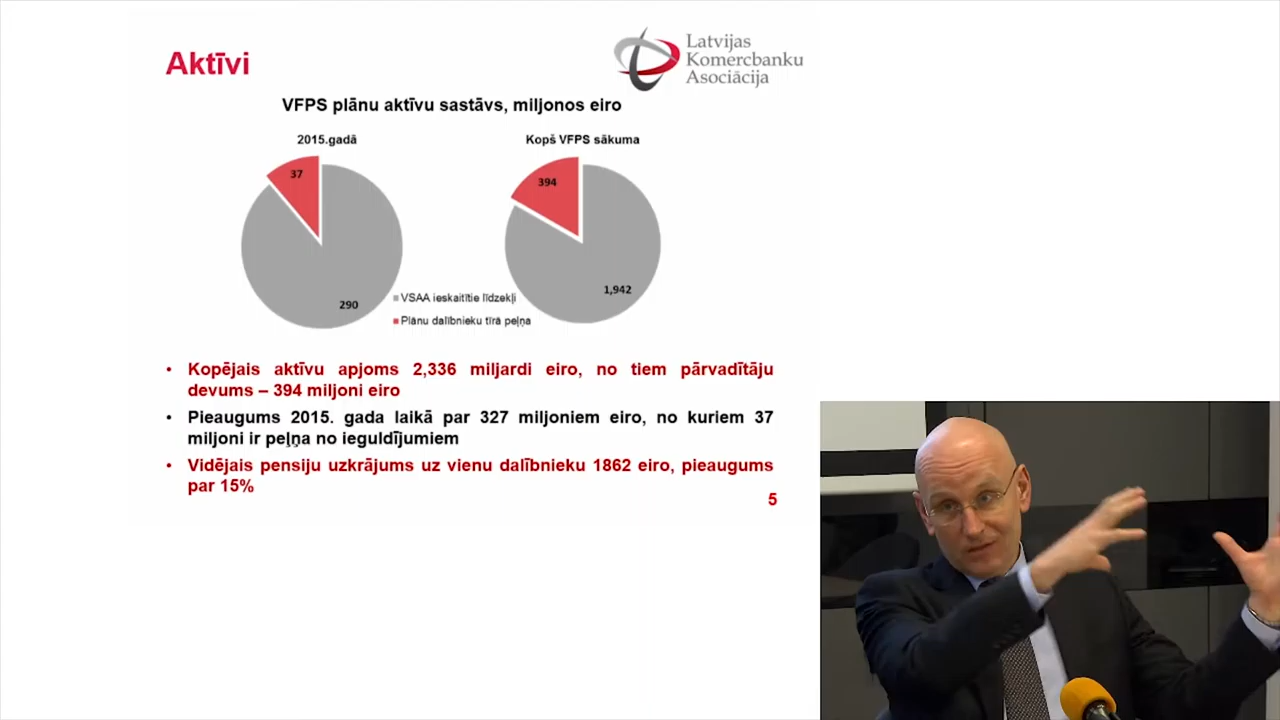 Aktīvi
Latvijas
Komercbanku
Asociācija
VFPS plānu aktīvu sastāvs, miljonos eiro
2015.gadā
Kopš VFPS sākuma
37
394
290
1,942
VSAA ieskaitītie līdzekļi
Plānu dalībnieku tīrā peļņa
• Kopējais aktīvu apjoms 2,336 miljardi eiro, no tiem pārvadītāju
devums – 394 miljoni eiro
• Pieaugums 2015. gada laikā par 327 miljoniem eiro, no kuriem 37
miljoni ir peļņa no ieguldījumiem
• Vidējais pensiju uzkrājums uz vienu dalībnieku 1862 eiro, pieaugums
par 15%
5